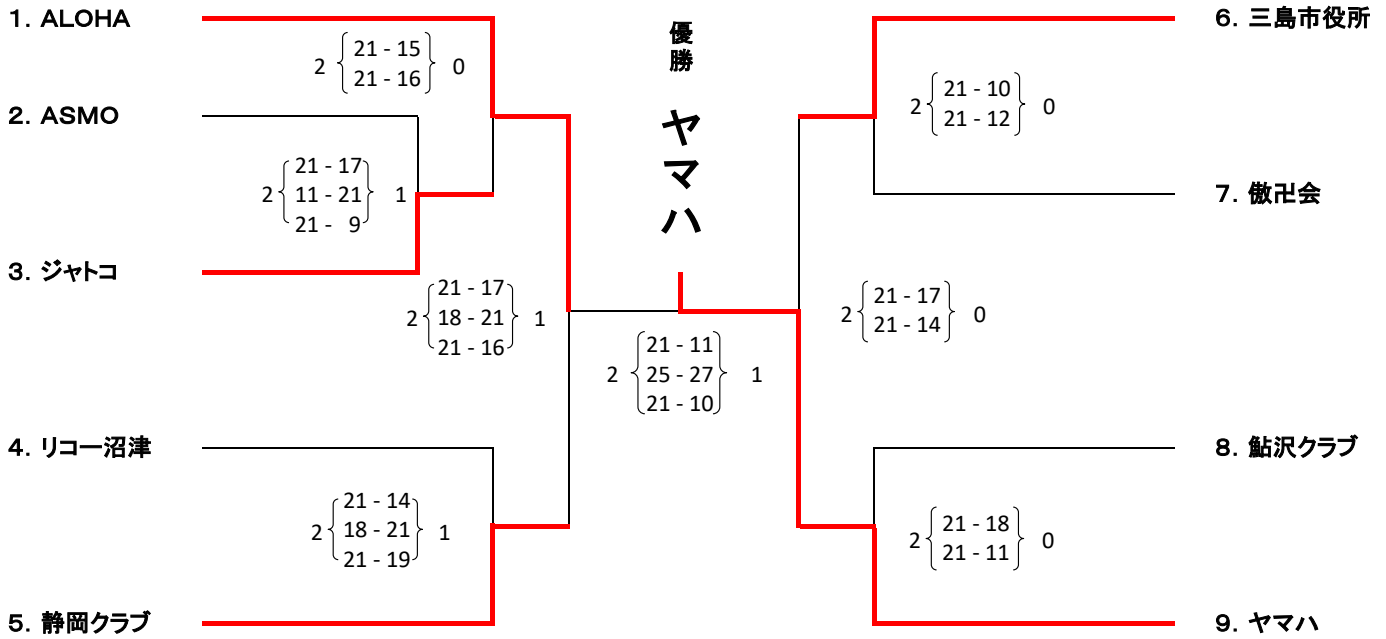 1. ALOHA
2 { 21 - 15 } 0
21 - 16
2. ASMO
2 { 21 - 17 } 1
11 - 21
21 - 9
3. ジャトコ
2 { 21 - 17 } 1
18 - 21
21 - 16
4. リコー沼津
2 { 21 - 14 } 1
18 - 21
21 - 19
5. 静岡クラブ
優勝
ヤマハ
2 { 21 - 11 } 1
25 - 27
21 - 10
6. 三島市役所
2 { 21 - 10 } 0
21 - 12
7. 傲卍会
2 { 21 - 17 } 0
21 - 14
8. 鮎沢クラブ
2 { 21 - 18 } 0
21 - 11
9. ヤマハ